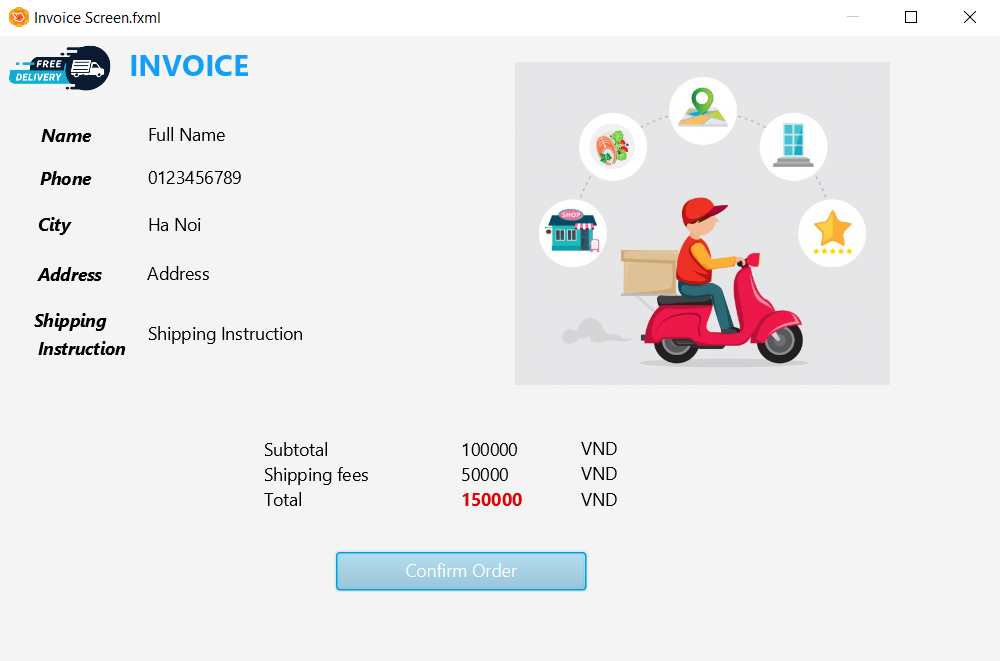 Invoice Screen.fxml
FREE
DELIVERY
INVOICE
Name Full Name
Phone 0123456789
City Ha Noi
Address Address
Shipping
Instruction Shipping Instruction
SHOP
Subtotal 100000 VND
Shipping fees 50000 VND
Total 150000 VND
Confirm Order